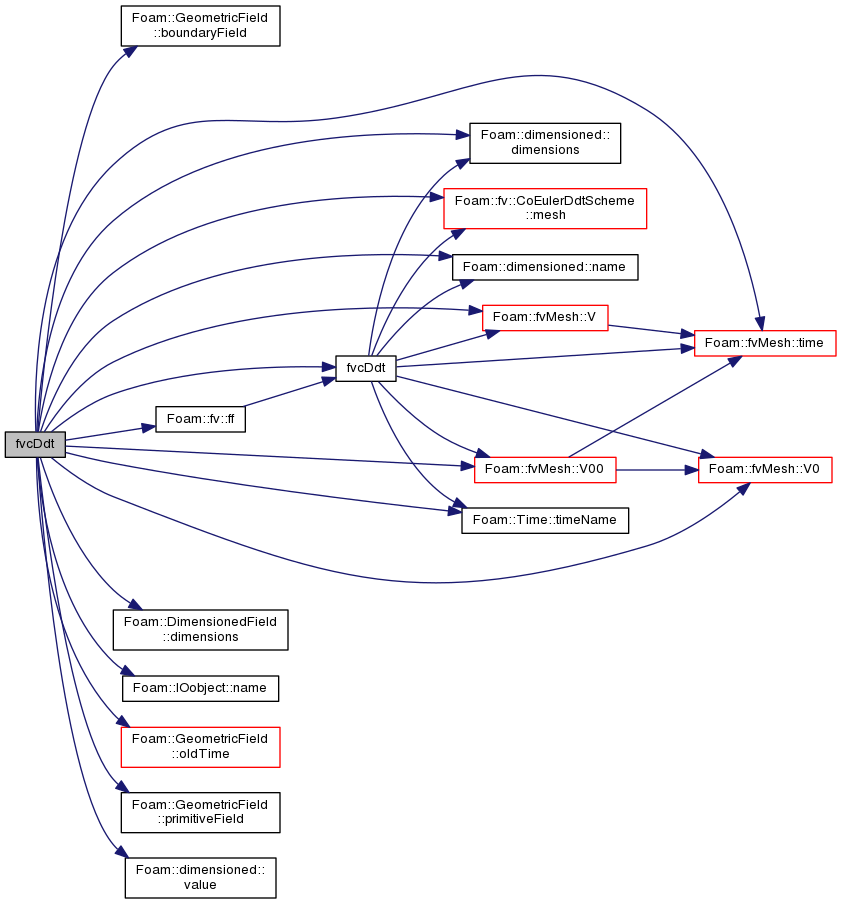 Foam::GeometricField
::boundaryField
Foam::dimensioned::
dimensions
Foam::fv::CoEulerDdtScheme
::mesh
Foam::dimensioned::name
Foam::fvMesh::V
Foam::fvMesh::time
fvcDdt
Foam::fv::ff
fvcDdt
Foam::fvMesh::V00
Foam::fvMesh::V0
Foam::Time::timeName
Foam::DimensionedField
::dimensions
Foam::IOobject::name
Foam::GeometricField
::oldTime
Foam::GeometricField
::primitiveField
Foam::dimensioned::
value